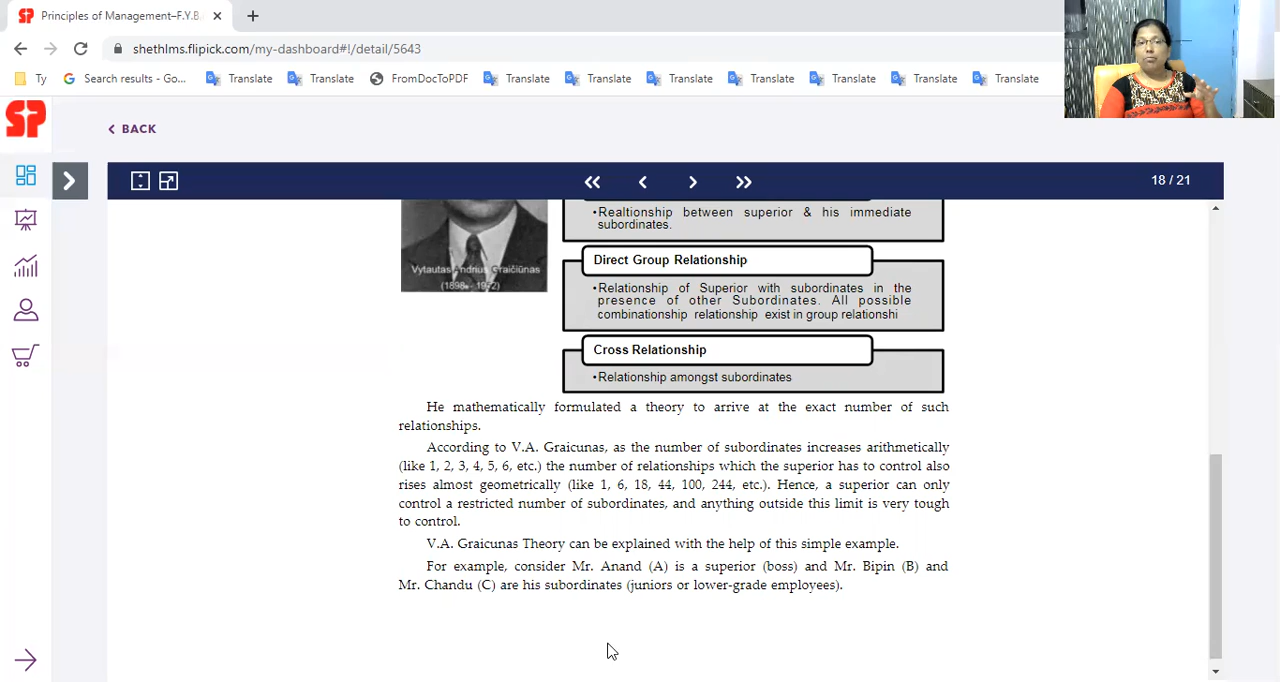 Principles of Management–F.Y.B.
shethlms.flipick.com/my-dashboard#!/detail/5643
Ty
Search results - Go...
Translate
Translate
FromDocToPDF
Translate
Translate
Translate
Translate
Translate
Translate
Translate
SP
BACK
18 / 21
•Realtionship between superior & his immediate
subordinates.
Vytautas Andrius Graičiūnas
(1898 - 1952)
Direct Group Relationship
•Relationship of Superior with subordinates in the
presence of other Subordinates. All possible
combinationship relationship exist in group relationshi
Cross Relationship
•Relationship amongst subordinates
He mathematically formulated a theory to arrive at the exact number of such
relationships.
According to V.A. Graicunas, as the number of subordinates increases arithmetically
(like 1, 2, 3, 4, 5, 6, etc.) the number of relationships which the superior has to control also
rises almost geometrically (like 1, 6, 18, 44, 100, 244, etc.). Hence, a superior can only
control a restricted number of subordinates, and anything outside this limit is very tough
to control.
V.A. Graicunas Theory can be explained with the help of this simple example.
For example, consider Mr. Anand (A) is a superior (boss) and Mr. Bipin (B) and
Mr. Chandu (C) are his subordinates (juniors or lower-grade employees).